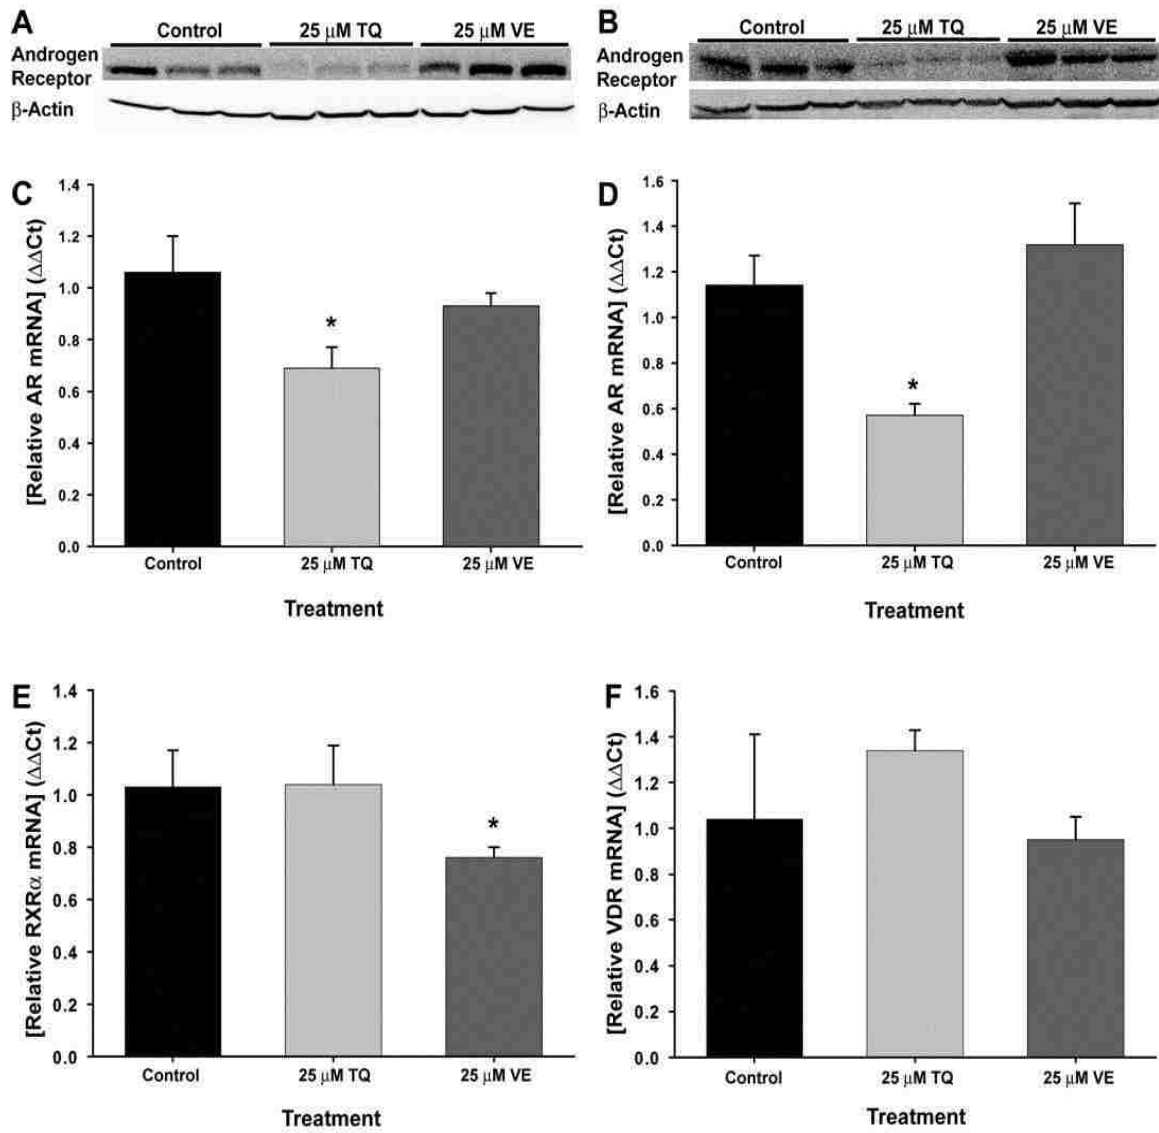 A
Control
25 μM TQ
25 μM VE
Androgen
Receptor
β-Actin
B
Control
25 μM TQ
25 μM VE
Androgen
Receptor
β-Actin
C
[Relative AR mRNA] (ΔΔCt)
1.4
1.2
1.0
0.8
0.6
0.4
0.2
0.0
*
Control
25 μM TQ
25 μM VE
Treatment
D
[Relative AR mRNA] (ΔΔCt)
1.6
1.4
1.2
1.0
0.8
0.6
0.4
0.2
0.0
*
Control
25 μM TQ
25 μM VE
Treatment
E
[Relative RXRα mRNA] (ΔΔCt)
1.4
1.2
1.0
0.8
0.6
0.4
0.2
0.0
*
Control
25 μM TQ
25 μM VE
Treatment
F
[Relative VDR mRNA] (ΔΔCt)
1.6
1.4
1.2
1.0
0.8
0.6
0.4
0.2
0.0
Control
25 μM TQ
25 μM VE
Treatment